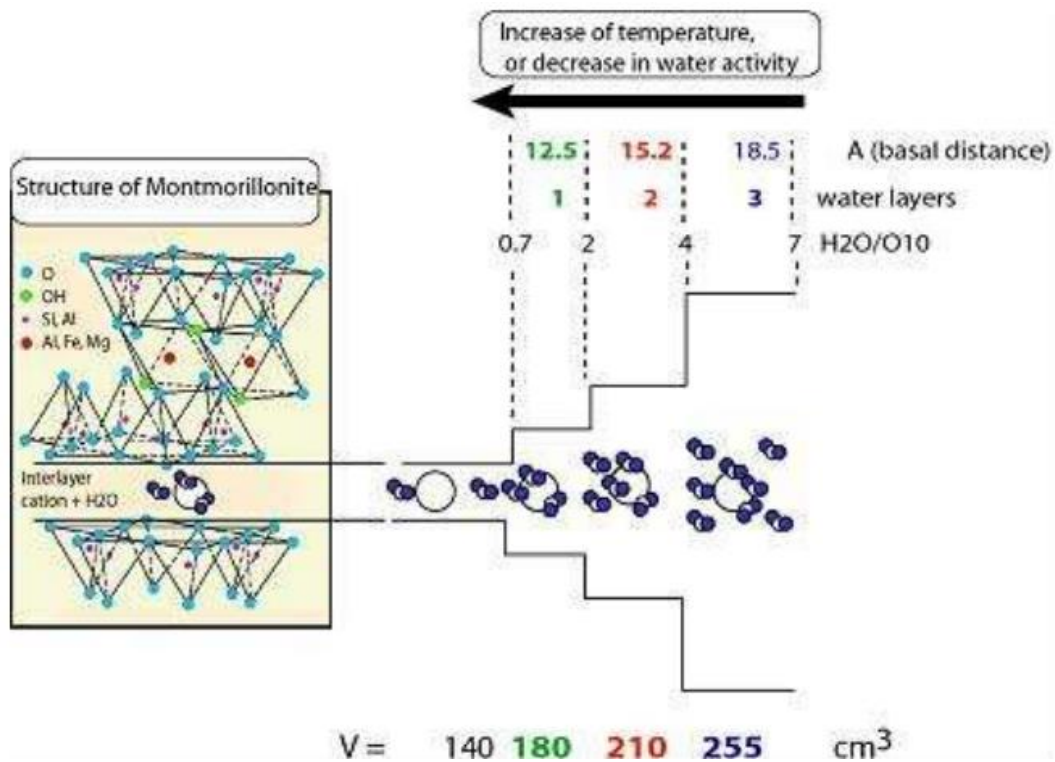 Increase of temperature,
or decrease in water activity
12.5 15.2 18.5 A (basal distance)
1 2 3 water layers
0.7 2 4 7 H2O/O10
Structure of Montmorillonite
O
OH
Si, Al
Al, Fe, Mg
Interlayer
cation + H2O
V = 140 180 210 255 cm3